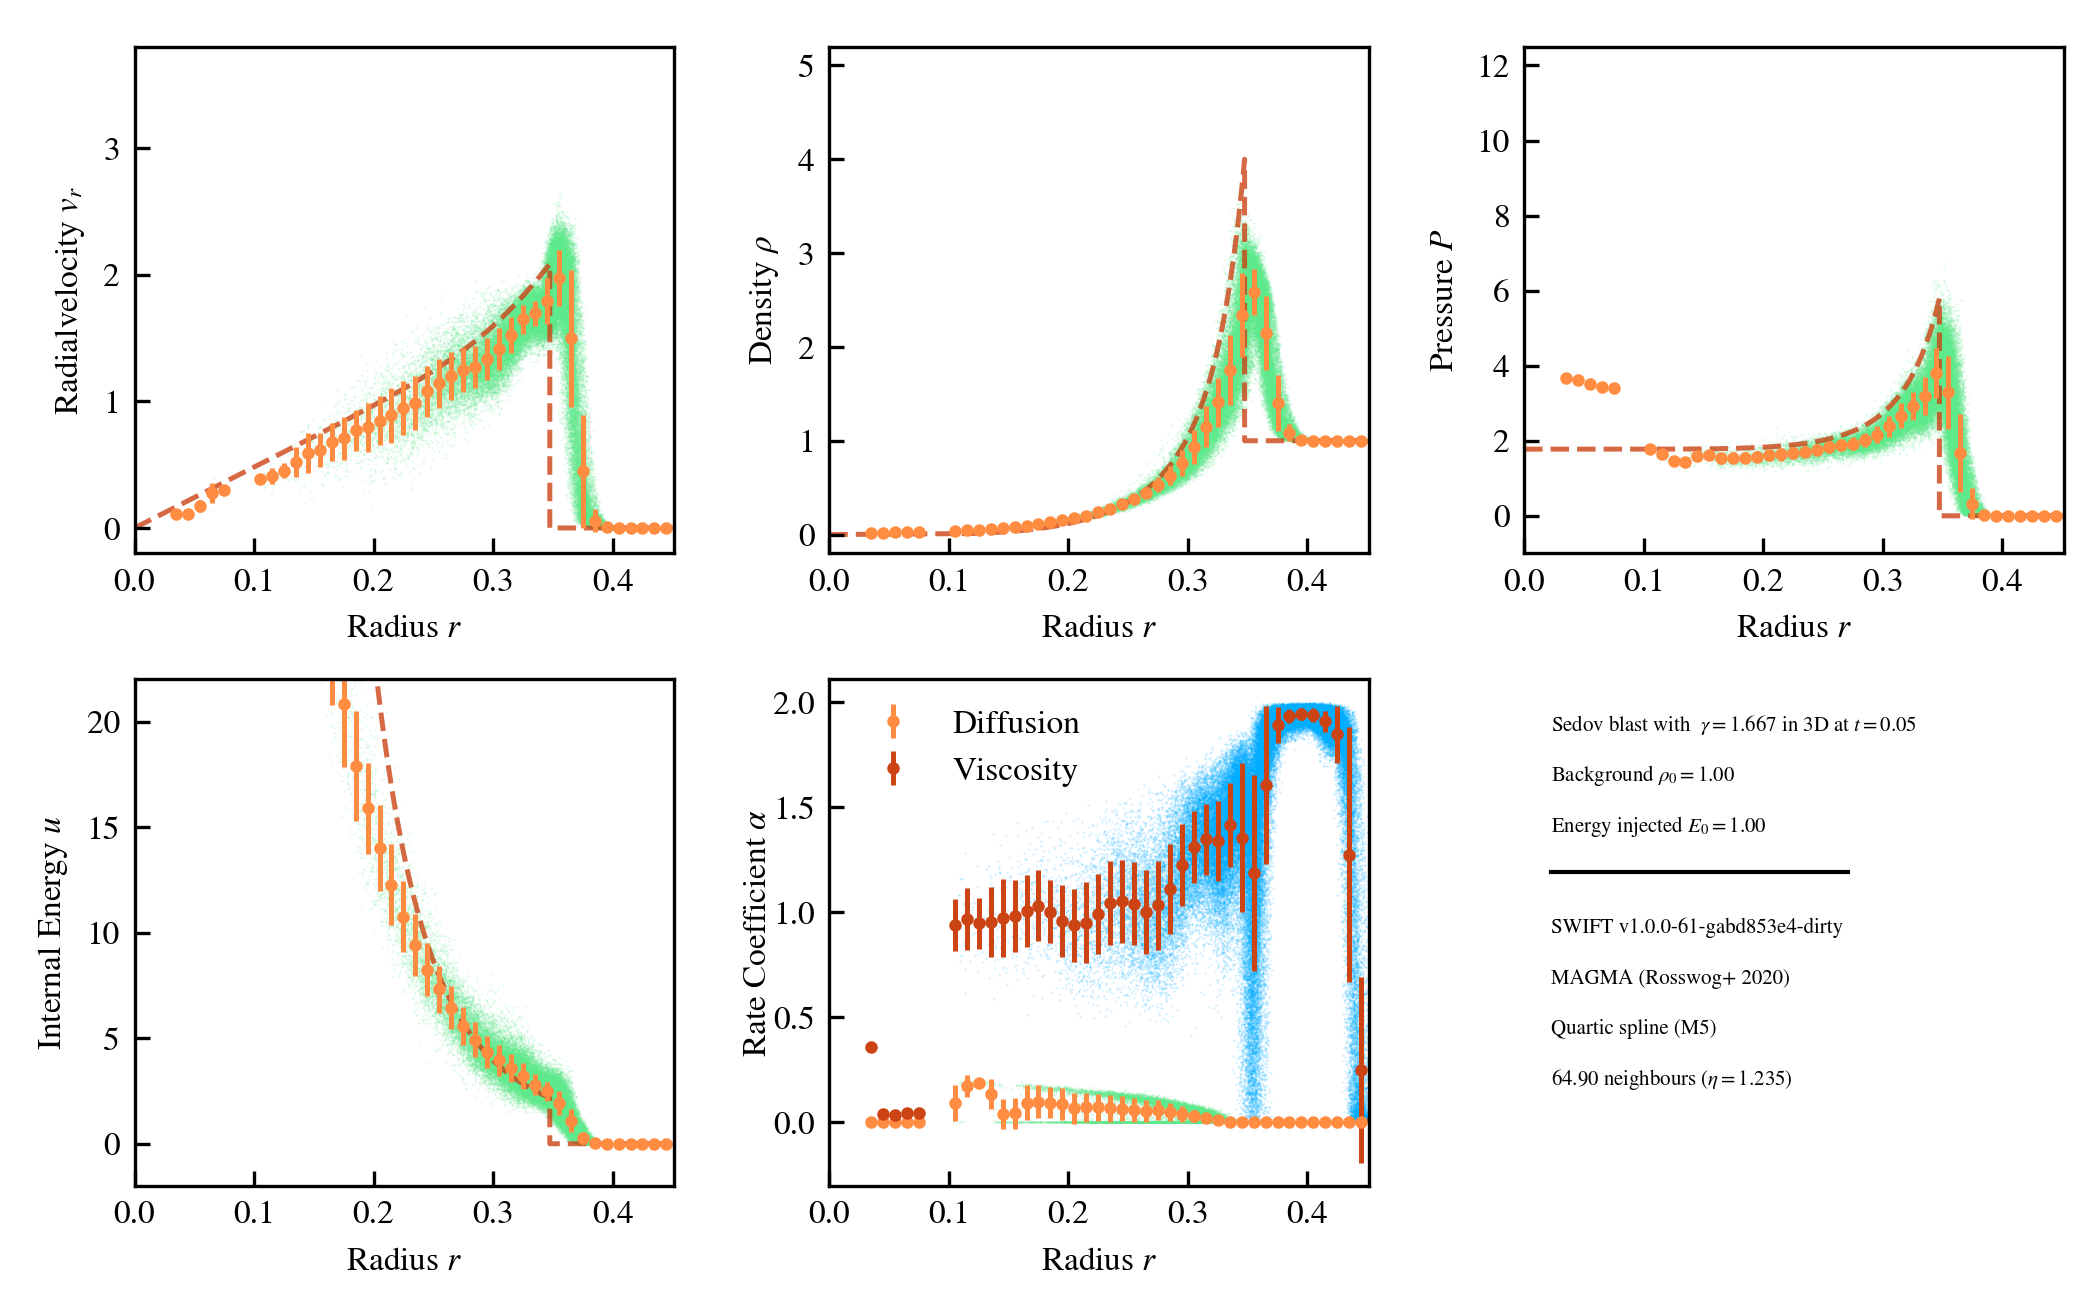 3
2
1
0
Radialvelocity v_r
0.0 0.1 0.2 0.3 0.4
Radius r
5
4
3
2
1
0
Density ρ
0.0 0.1 0.2 0.3 0.4
Radius r
12
10
8
6
4
2
0
Pressure P
0.0 0.1 0.2 0.3 0.4
Radius r
20
15
10
5
0
Internal Energy u
0.0 0.1 0.2 0.3 0.4
Radius r
2.0
1.5
1.0
0.5
0.0
Rate Coefficient α
Diffusion
Viscosity
0.0 0.1 0.2 0.3 0.4
Radius r
Sedov blast with γ = 1.667 in 3D at t = 0.05
Background ρ₀ = 1.00
Energy injected E₀ = 1.00
SWIFT v1.0.0-61-gabd853e4-dirty
MAGMA (Rosswog+ 2020)
Quartic spline (M5)
64.90 neighbours (η = 1.235)